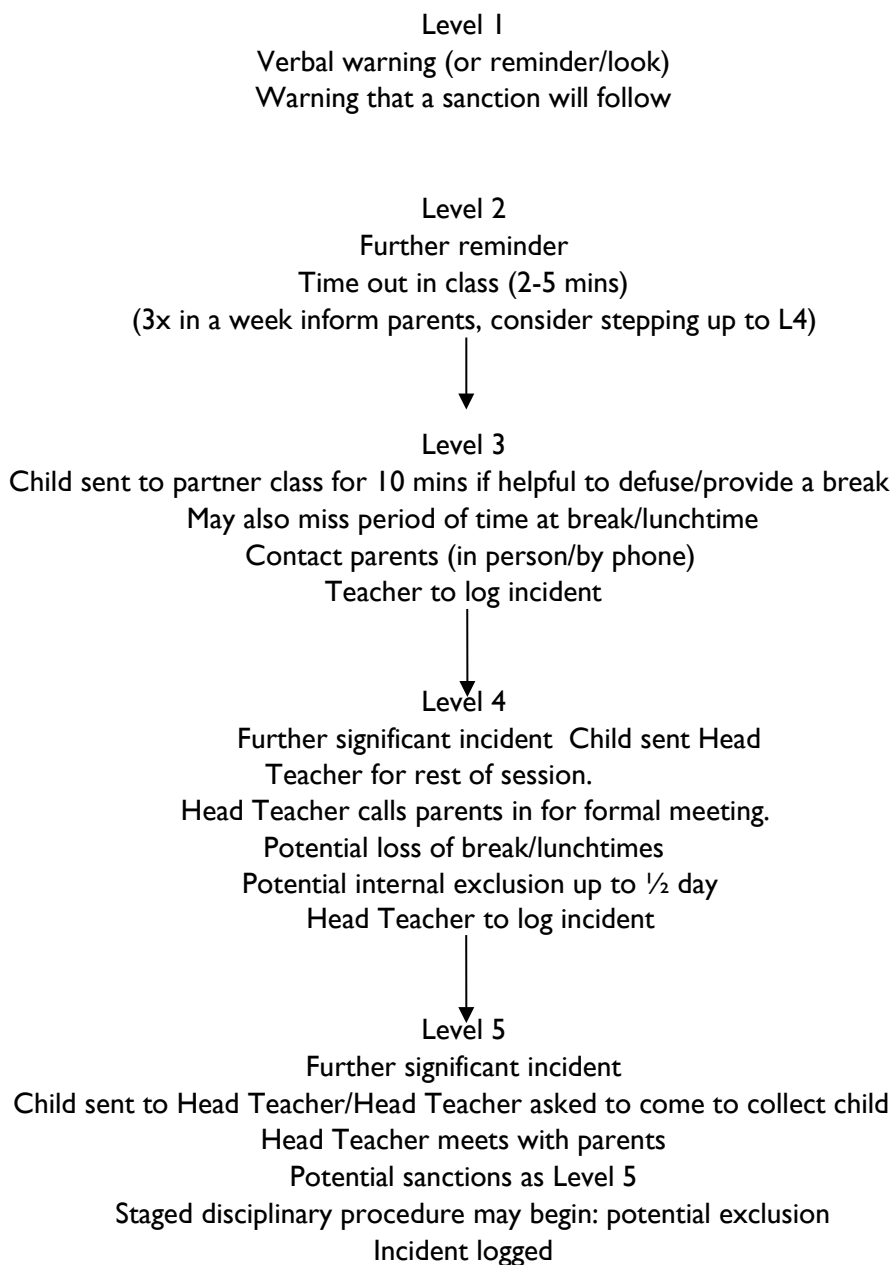 Level 1
Verbal warning (or reminder/look)
Warning that a sanction will follow
Level 2
Further reminder
Time out in class (2-5 mins)
(3x in a week inform parents, consider stepping up to L4)
Level 3
Child sent to partner class for 10 mins if helpful to defuse/provide a break
May also miss period of time at break/lunchtime
Contact parents (in person/by phone)
Teacher to log incident
Level 4
Further significant incident  Child sent Head
Teacher for rest of session.
Head Teacher calls parents in for formal meeting.
Potential loss of break/lunchtimes
Potential internal exclusion up to ½ day
Head Teacher to log incident
Level 5
Further significant incident
Child sent to Head Teacher/Head Teacher asked to come to collect child
Head Teacher meets with parents
Potential sanctions as Level 5
Staged disciplinary procedure may begin: potential exclusion
Incident logged